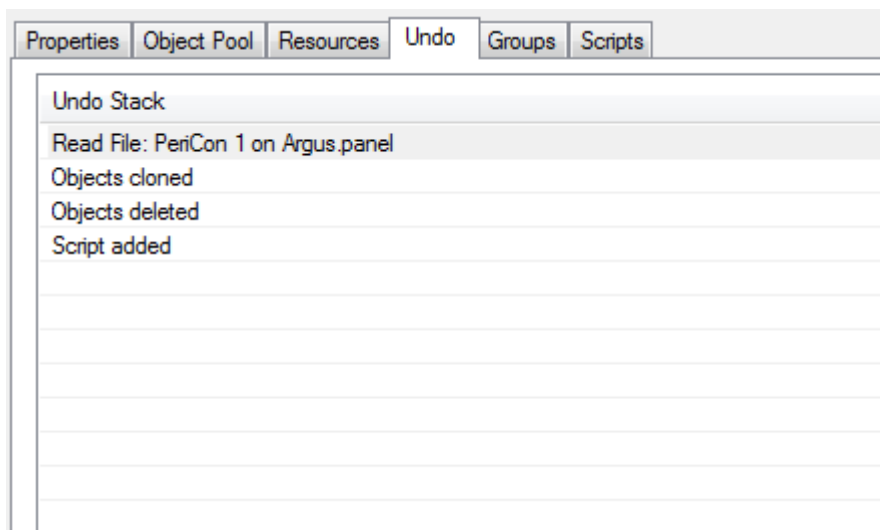 Properties Object Pool Resources Undo Groups Scripts
Undo Stack
Read File: PeriCon 1 on Argus.panel
Objects cloned
Objects deleted
Script added